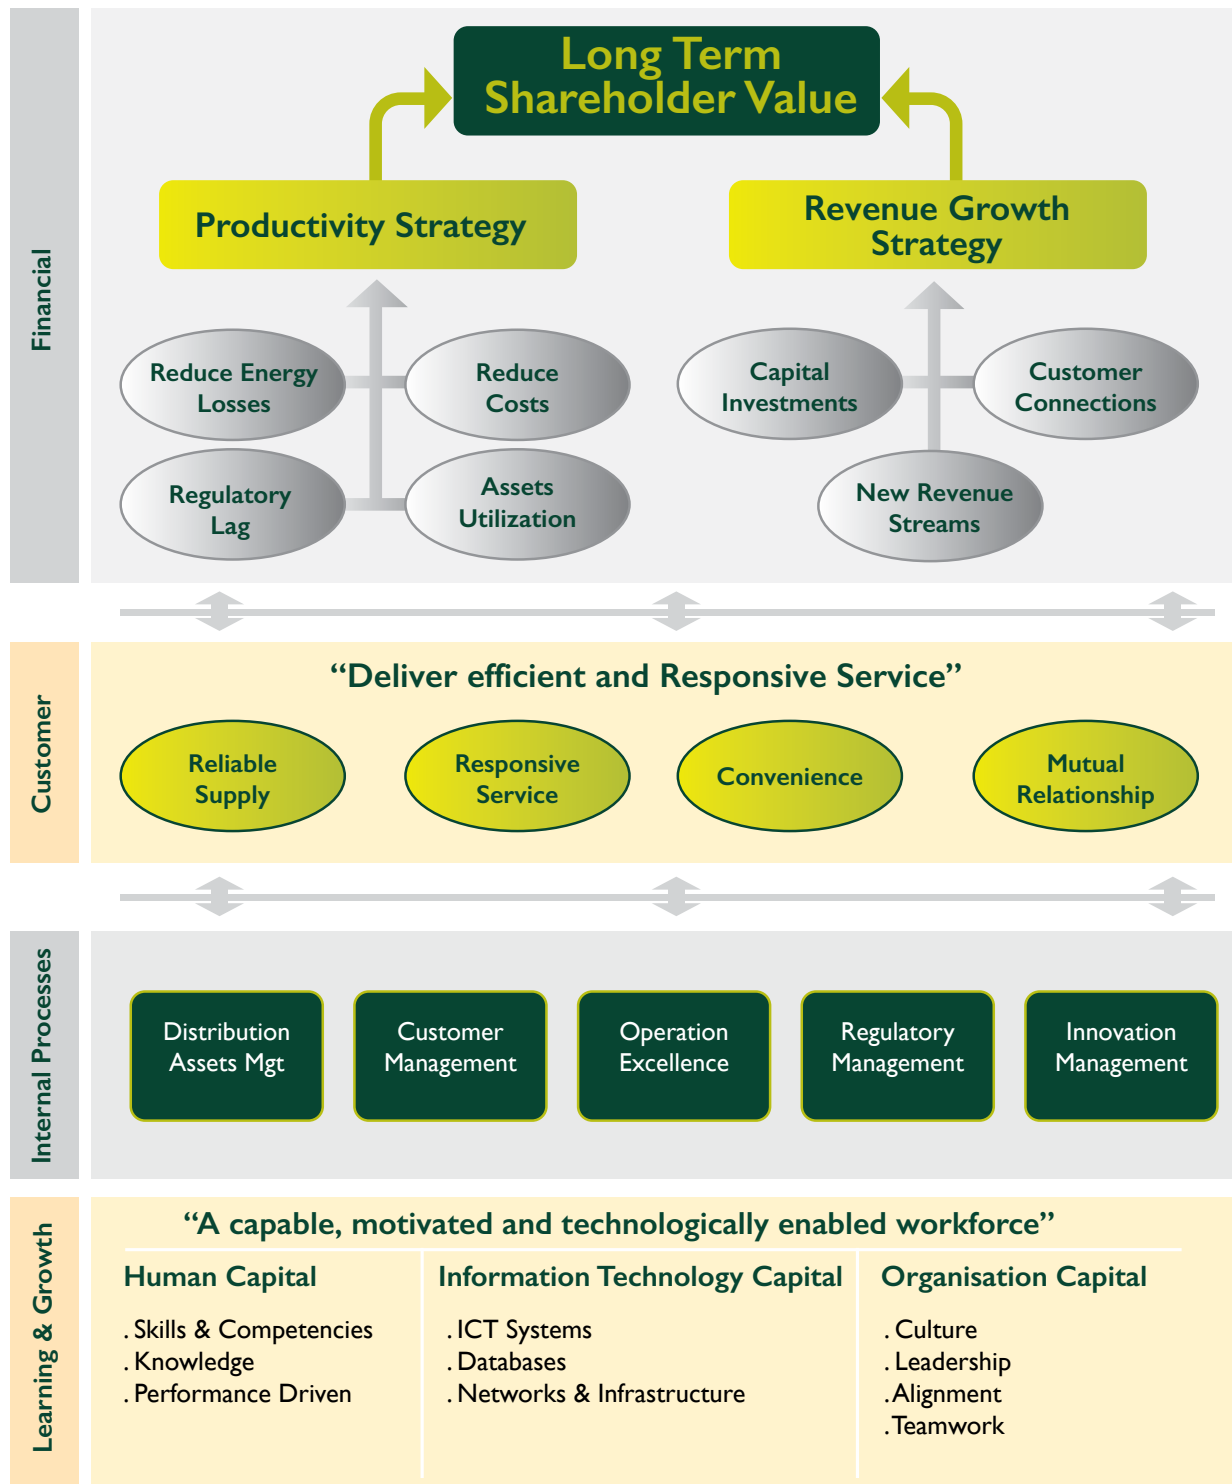 Long Term
Shareholder Value
Productivity Strategy
Revenue Growth
Strategy
Financial
Reduce Energy
Losses
Reduce
Costs
Capital
Investments
Customer
Connections
Regulatory
Lag
Assets
Utilization
New Revenue
Streams
Customer
“Deliver efficient and Responsive Service”
Reliable
Supply
Responsive
Service
Convenience
Mutual
Relationship
Internal Processes
Distribution
Assets Mgt
Customer
Management
Operation
Excellence
Regulatory
Management
Innovation
Management
Learning & Growth
“A capable, motivated and technologically enabled workforce”
Human Capital
. Skills & Competencies
. Knowledge
. Performance Driven
Information Technology Capital
. ICT Systems
. Databases
. Networks & Infrastructure
Organisation Capital
. Culture
. Leadership
. Alignment
. Teamwork